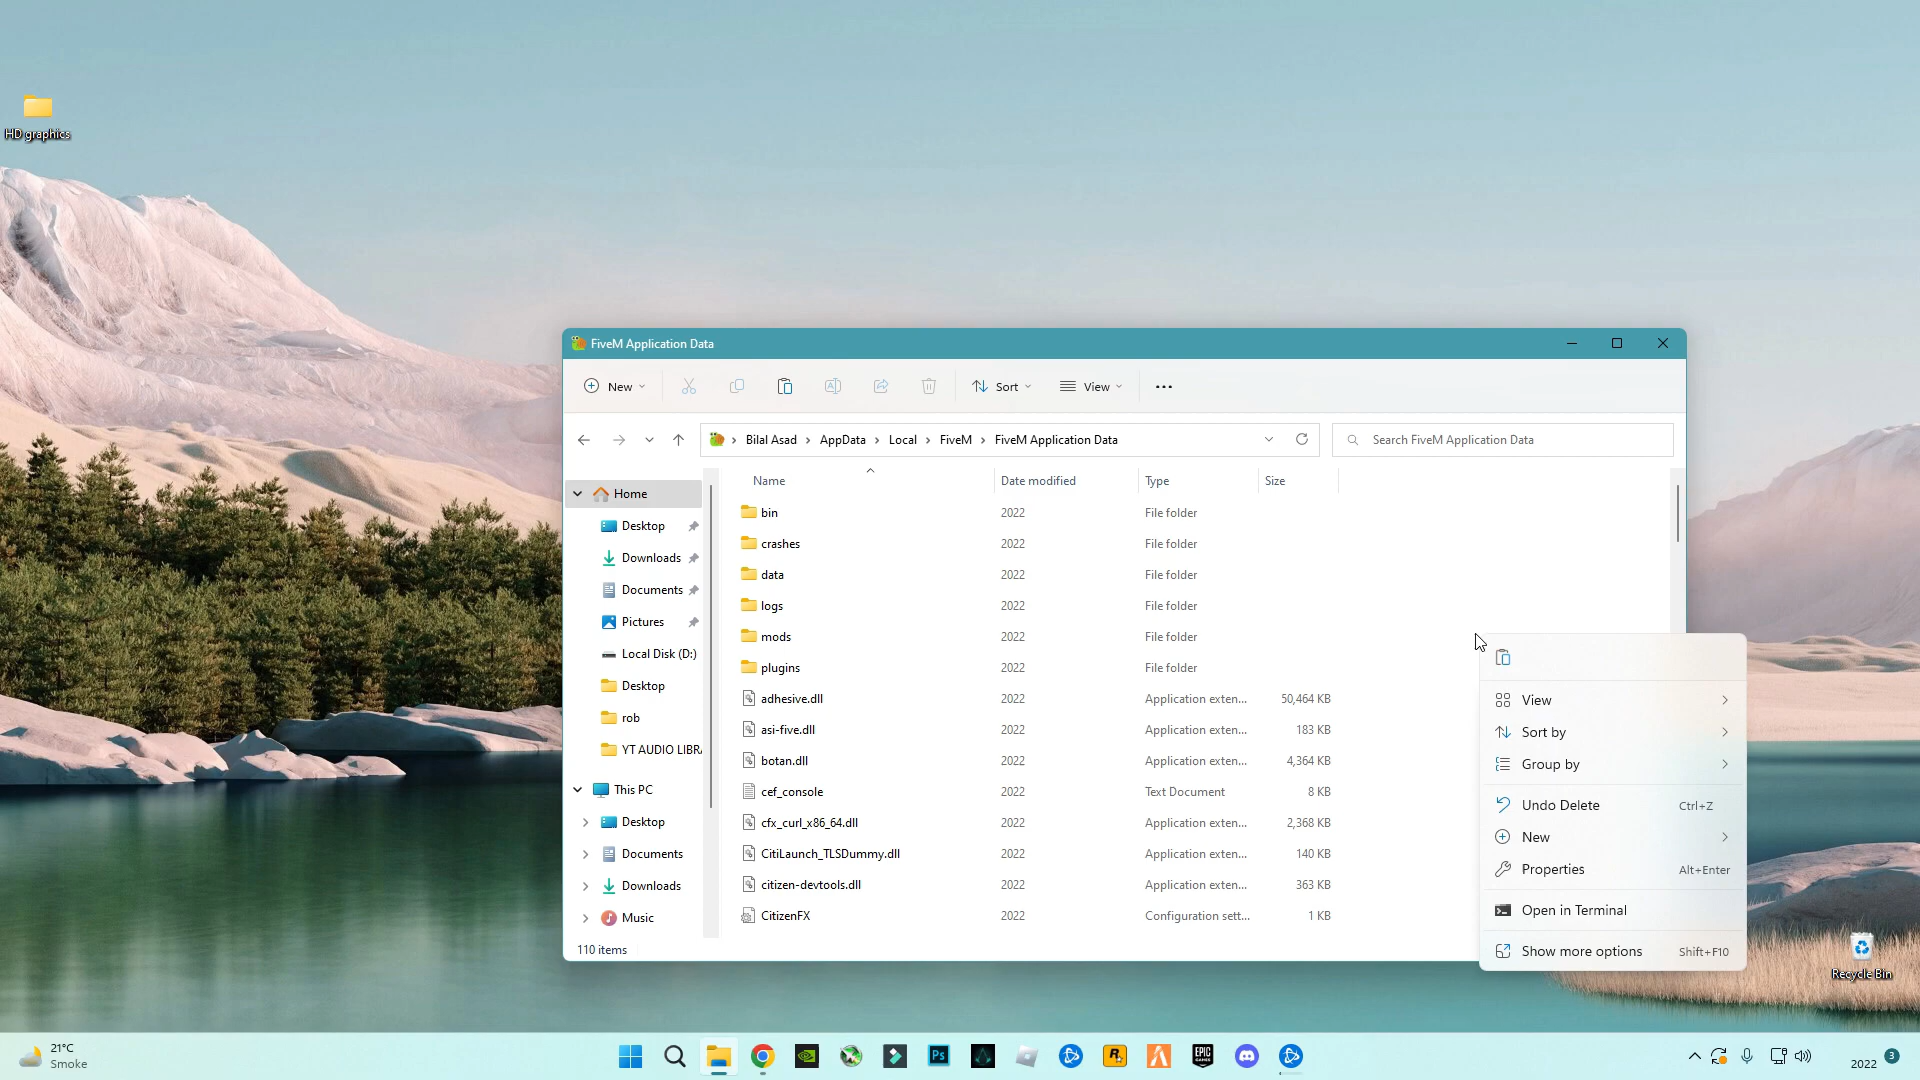 HD graphics
FiveM Application Data
New
Sort
View
Bilal Asad > AppData > Local > FiveM > FiveM Application Data
Search FiveM Application Data
Name Date modified Type Size
Home
Desktop
Downloads
Documents
Pictures
Local Disk (D:)
Desktop
rob
YT AUDIO LIBRA
This PC
Desktop
Documents
Downloads
Music
bin 2022 File folder
crashes 2022 File folder
data 2022 File folder
logs 2022 File folder
mods 2022 File folder
plugins 2022 File folder
adhesive.dll 2022 Application exten... 50,464 KB
asi-five.dll 2022 Application exten... 183 KB
botan.dll 2022 Application exten... 4,364 KB
cef_console 2022 Text Document 8 KB
cfx_curl_x86_64.dll 2022 Application exten... 2,368 KB
CitiLaunch_TLSDummy.dll 2022 Application exten... 140 KB
citizen-devtools.dll 2022 Application exten... 363 KB
CitizenFX 2022 Configuration sett... 1 KB
110 items
View
Sort by
Group by
Undo Delete Ctrl+Z
New
Properties Alt+Enter
Open in Terminal
Show more options Shift+F10
Recycle Bin
21°C
Smoke
Ps
R*
EPIC
GAMES
2022
3